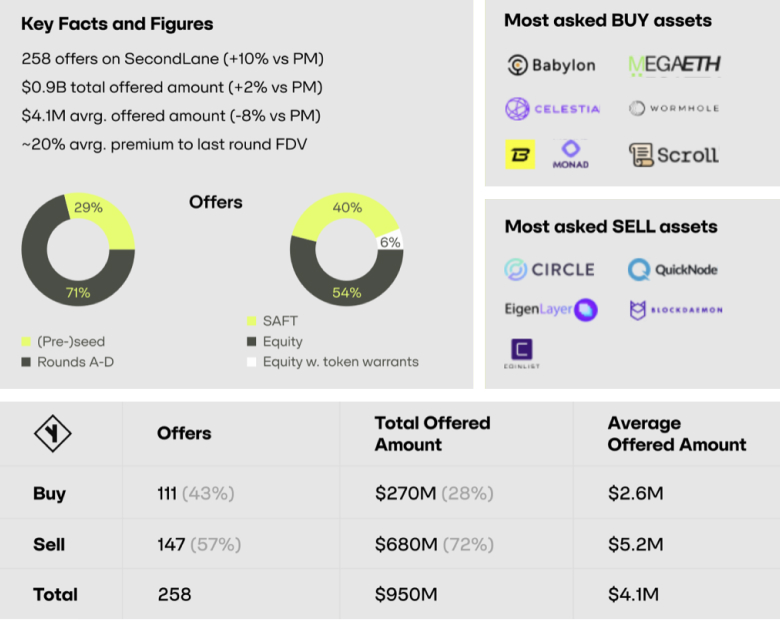 Key Facts and Figures
258 offers on SecondLane (+10% vs PM)
$0.9B total offered amount (+2% vs PM)
$4.1M avrg. offered amount (-8% vs PM)
~20% avrg. premium to last round FDV
Offers
29%
71%
(Pre-)seed
Rounds A-D
40%
6%
54%
SAFT
Equity
Equity w. token warrants
Most asked BUY assets
Babylon
MEGAETH
CELESTIA
WORMHOLE
B
MONAD
Scroll
Most asked SELL assets
CIRCLE
QuickNode
EigenLayer
BLOCKDAEMON
C
COINLIST
Offers
Total Offered
Amount
Average
Offered Amount
Buy
111 (43%)
$270M (28%)
$2.6M
Sell
147 (57%)
$680M (72%)
$5.2M
Total
258
$950M
$4.1M